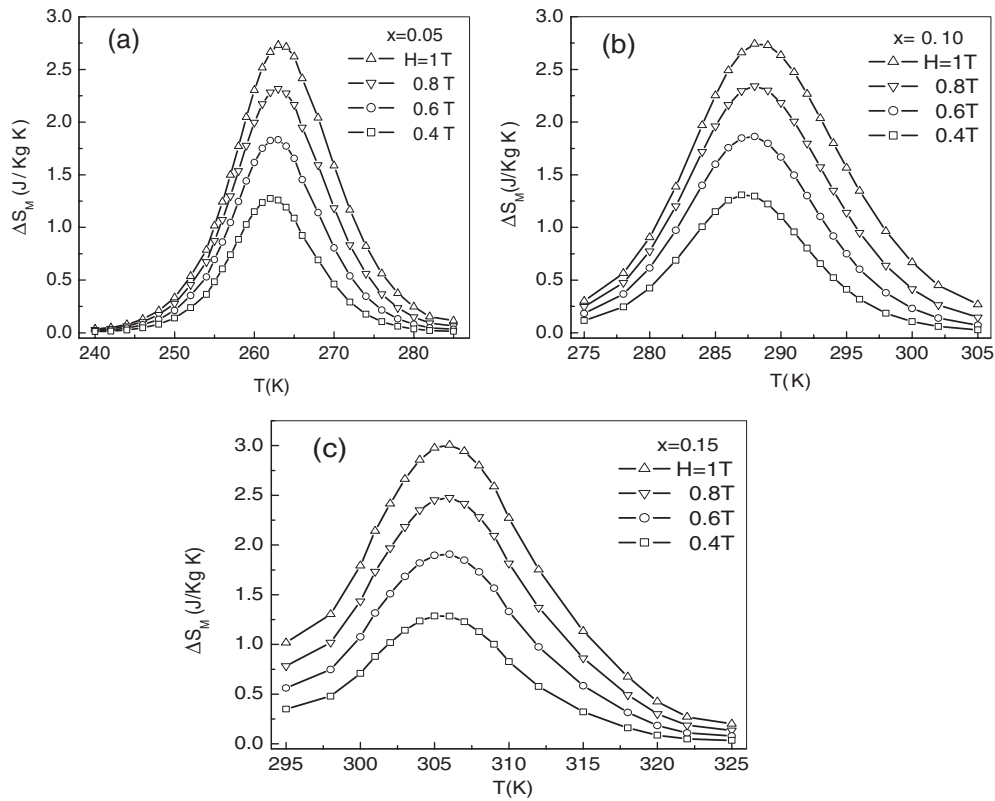 (a)
x=0.05
H=1T
0.8T
0.6 T
0.4 T
ΔS_M (J/ Kg K)
3.0
2.5
2.0
1.5
1.0
0.5
0.0
240 250 260 270 280
T(K)
(b)
x= 0.10
H=1T
0.8T
0.6T
0.4T
ΔS_M(J/Kg K)
3.0
2.5
2.0
1.5
1.0
0.5
0.0
275 280 285 290 295 300 305
T(K)
(c)
x=0.15
H=1T
0.8T
0.6T
0.4T
ΔS_M (J/Kg K)
3.0
2.5
2.0
1.5
1.0
0.5
0.0
295 300 305 310 315 320 325
T(K)